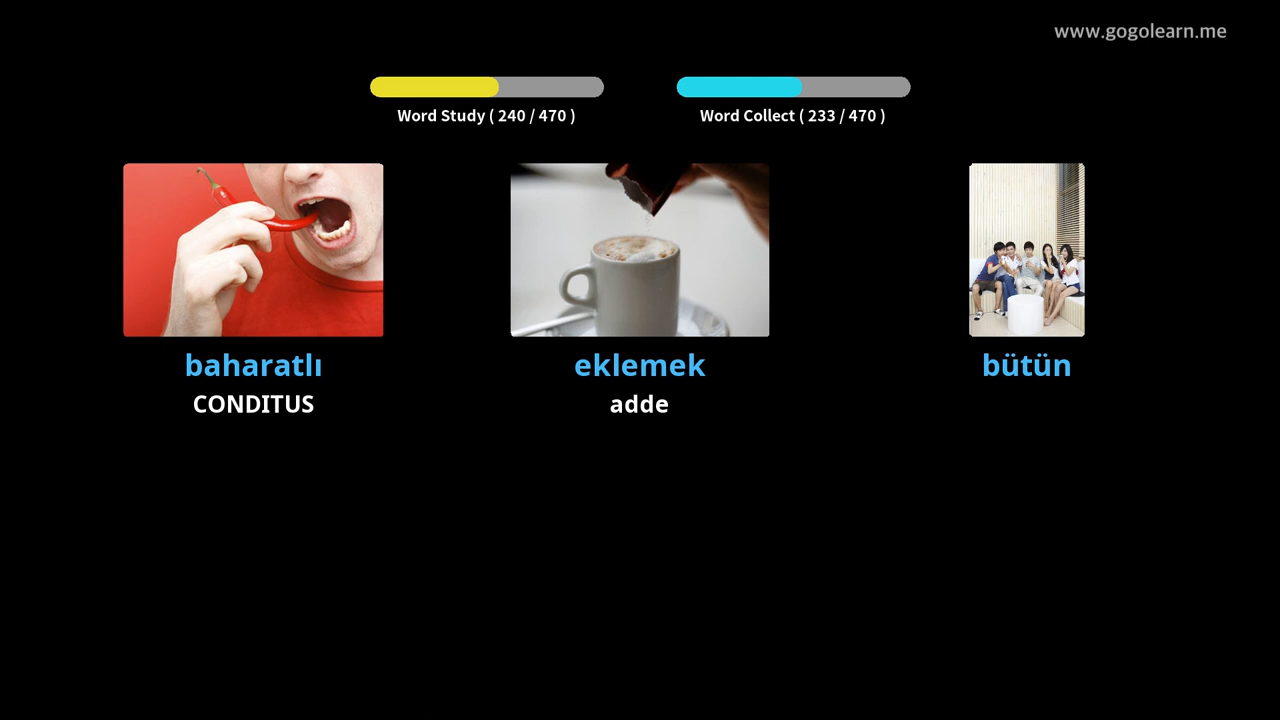 www.gogolearn.me
Word Study ( 240 / 470 )
Word Collect ( 233 / 470 )
baharatlı
CONDITUS
eklemek
adde
bütün